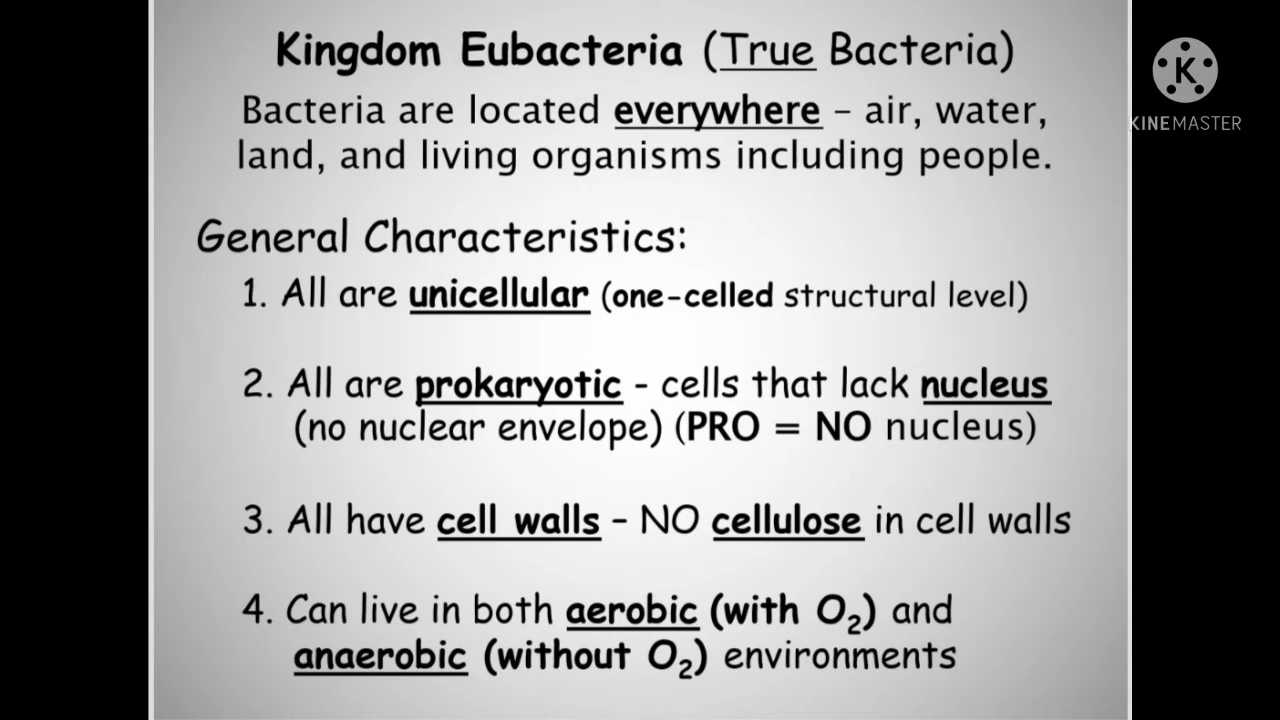 Kingdom Eubacteria (True Bacteria)
K
KINEMASTER
Bacteria are located everywhere – air, water,
land, and living organisms including people.
General Characteristics:
1. All are unicellular (one-celled structural level)
2. All are prokaryotic - cells that lack nucleus
(no nuclear envelope) (PRO = NO nucleus)
3. All have cell walls – NO cellulose in cell walls
4. Can live in both aerobic (with O₂) and
anaerobic (without O₂) environments